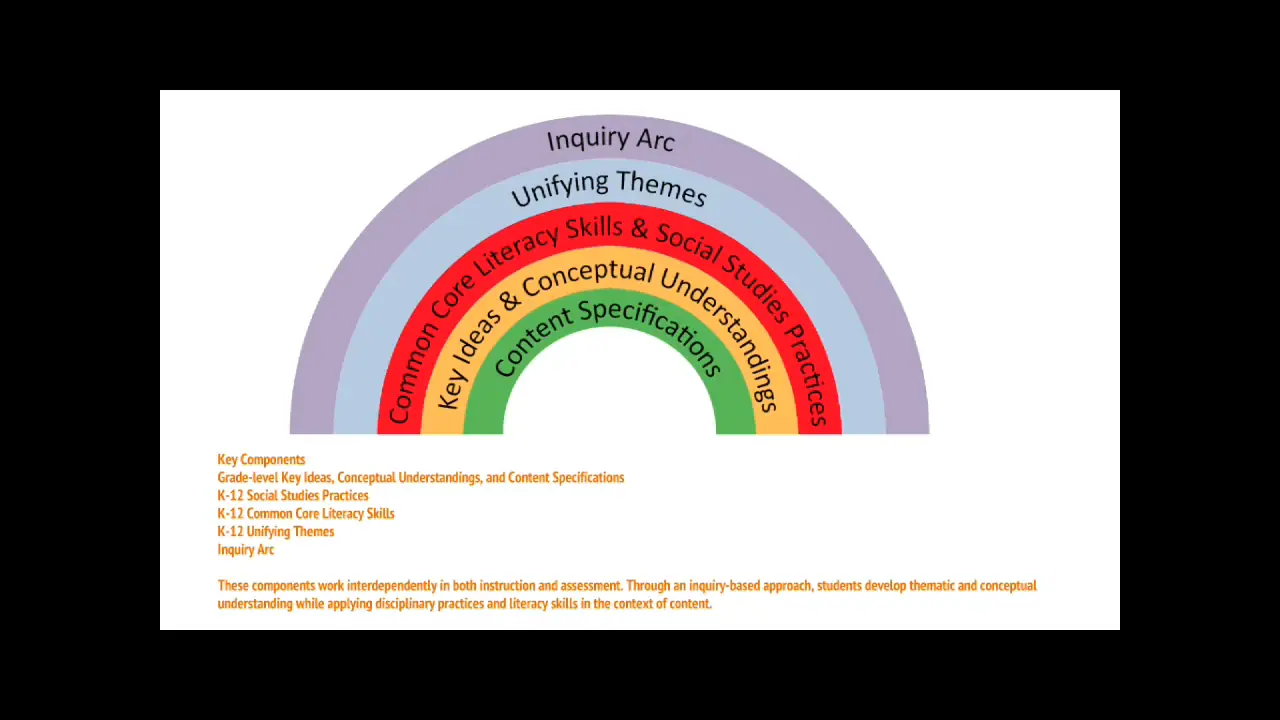 Inquiry Arc
Unifying Themes
Common Core Literacy Skills & Social Studies Practices
Key Ideas & Conceptual Understandings
Content Specifications
Key Components
Grade-level Key Ideas, Conceptual Understandings, and Content Specifications
K-12 Social Studies Practices
K-12 Common Core Literacy Skills
K-12 Unifying Themes
Inquiry Arc
These components work interdependently in both instruction and assessment. Through an inquiry-based approach, students develop thematic and conceptual
understanding while applying disciplinary practices and literacy skills in the context of content.